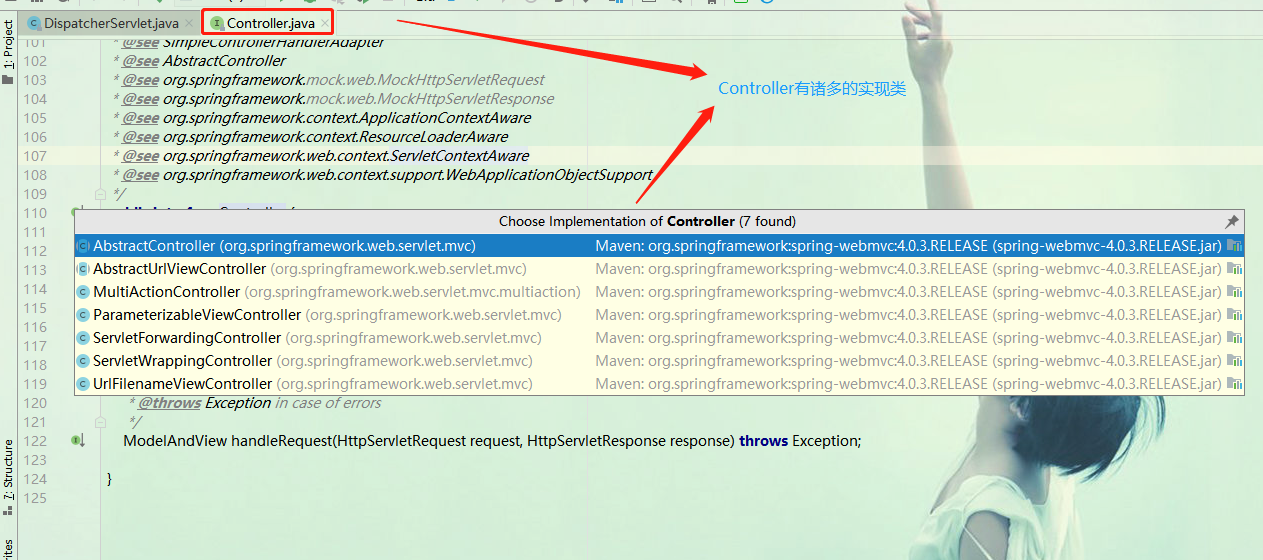 DispatcherServlet.java
Controller.java
1: Project
101 * @see SimpleControllerHandlerAdapter
102 * @see AbstractController
103 * @see org.springframework.mock.web.MockHttpServletRequest
104 * @see org.springframework.mock.web.MockHttpServletResponse
Controller有诸多的实现类
105 * @see org.springframework.context.ApplicationContextAware
106 * @see org.springframework.context.ResourceLoaderAware
107 * @see org.springframework.web.context.ServletContextAware
108 * @see org.springframework.web.context.support.WebApplicationObjectSupport
109 */
110
Choose Implementation of Controller (7 found)
111
AbstractController (org.springframework.web.servlet.mvc) Maven: org.springframework:spring-webmvc:4.0.3.RELEASE (spring-webmvc-4.0.3.RELEASE.jar)
112
AbstractUrlViewController (org.springframework.web.servlet.mvc) Maven: org.springframework:spring-webmvc:4.0.3.RELEASE (spring-webmvc-4.0.3.RELEASE.jar)
113
MultiActionController (org.springframework.web.servlet.mvc.multiaction) Maven: org.springframework:spring-webmvc:4.0.3.RELEASE (spring-webmvc-4.0.3.RELEASE.jar)
114
ParameterizableViewController (org.springframework.web.servlet.mvc) Maven: org.springframework:spring-webmvc:4.0.3.RELEASE (spring-webmvc-4.0.3.RELEASE.jar)
115
116
ServletForwardingController (org.springframework.web.servlet.mvc) Maven: org.springframework:spring-webmvc:4.0.3.RELEASE (spring-webmvc-4.0.3.RELEASE.jar)
117
ServletWrappingController (org.springframework.web.servlet.mvc) Maven: org.springframework:spring-webmvc:4.0.3.RELEASE (spring-webmvc-4.0.3.RELEASE.jar)
118
UrlFilenameViewController (org.springframework.web.servlet.mvc) Maven: org.springframework:spring-webmvc:4.0.3.RELEASE (spring-webmvc-4.0.3.RELEASE.jar)
119
120 * @throws Exception in case of errors
121 */
122 ModelAndView handleRequest(HttpServletRequest request, HttpServletResponse response) throws Exception;
123
124 }
125
7: Structure